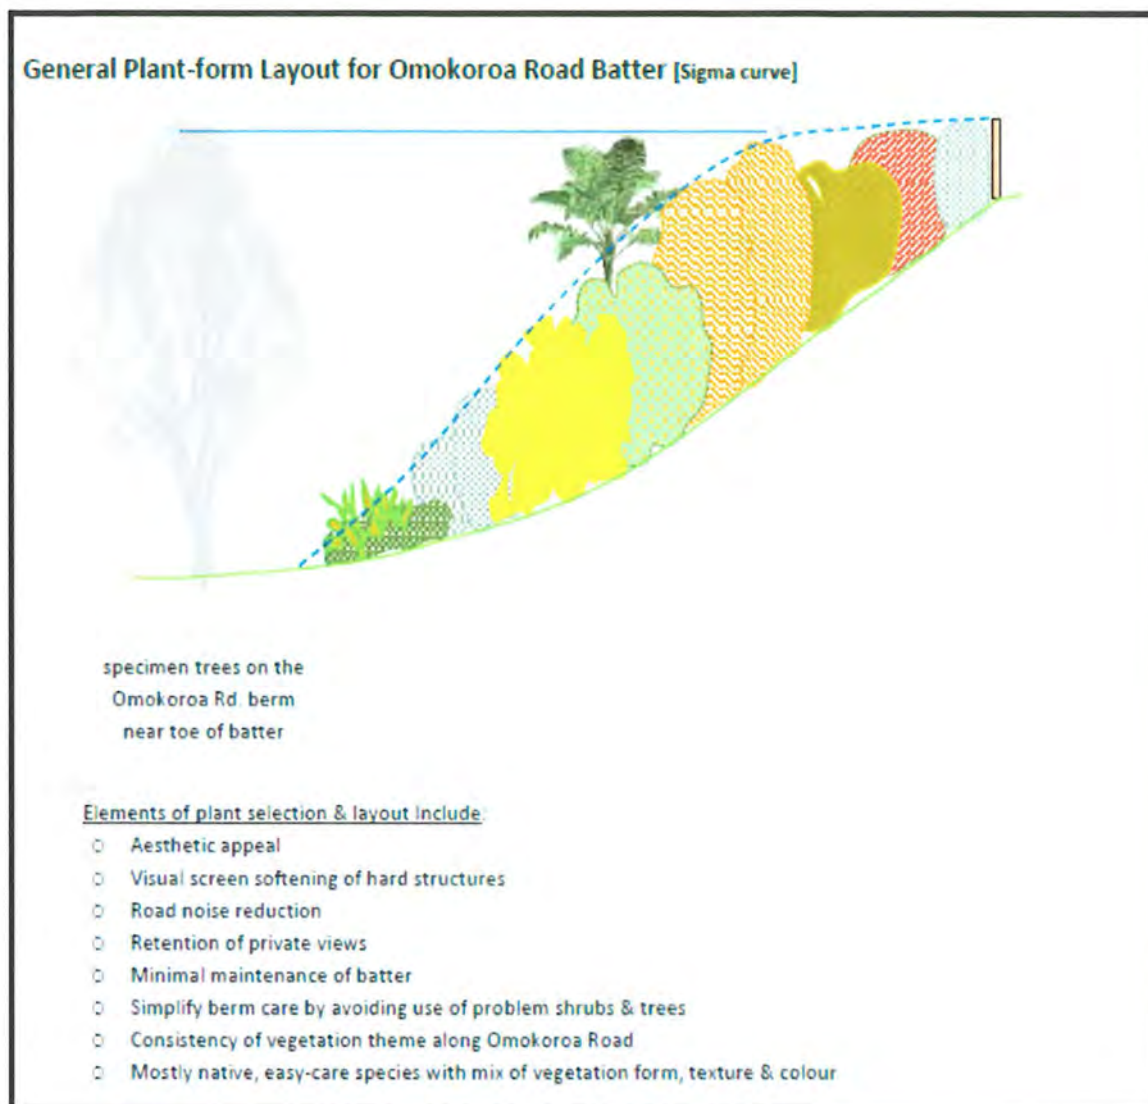 General Plant-form Layout for Omokoroa Road Batter [Sigma curve]
specimen trees on the
Omokoroa Rd. berm
near toe of batter
Elements of plant selection & layout Include:
Aesthetic appeal
Visual screen softening of hard structures
Road noise reduction
Retention of private views
Minimal maintenance of batter
Simplify berm care by avoiding use of problem shrubs & trees
Consistency of vegetation theme along Omokoroa Road
Mostly native, easy-care species with mix of vegetation form, texture & colour